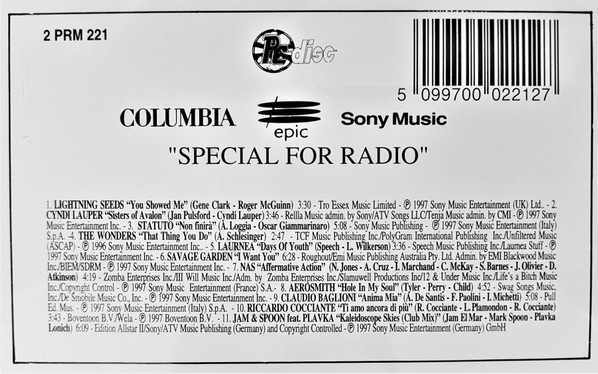 2 PRM 221
PRdisc
5 099700 022127
COLUMBIA epic Sony Music
"SPECIAL FOR RADIO"
1. LIGHTNING SEEDS "You Showed Me" (Gene Clark - Roger McGuinn) 3:30 - Tro Essex Music Limited - ℗ 1997 Sony Music Entertainment (UK) Ltd. - 2.
CYNDI LAUPER "Sisters of Avalon" (Jan Pulsford - Cyndi Lauper) 3:46 - Rellla Music admin. by Sony/ATV Songs LLC/Tenja Music admin. by CMI - ℗ 1997 Sony
Music Entertainment Inc. - 3. STATUTO "Non finirà" (A. Loggia - Oscar Giammarinaro) 5:08 - Sony Music Publishing - ℗ 1997 Sony Music Entertainment (Italy)
S.p.A. -4. THE WONDERS "That Thing You Do" (A. Schlesinger) 2:47 - TCF Music Publishing Inc/PolyGram International Publishing Inc/Unfiltered Music
(ASCAP) - ℗ 1996 Sony Music Entertainment Inc. - 5. LAURNEA "Days Of Youth" (Speech - L. Wilkerson) 3:36 - Speech Music Publishing Inc/Laurnea Stuff - ℗
1997 Sony Music Entertainment Inc. - 6. SAVAGE GARDEN "I Want You" 6:28 - Roughout/Emi Music Publishing Australia Pty. Ltd. Admin. by EMI Blackwood Music
Inc/BIEM/SDRM - ℗ 1997 Sony Music Entertainment Inc. - 7. NAS "Affermative Action" (N. Jones - A. Cruz - I. Marchand - C. McKay - S. Barnes - J. Olivier - D.
Atkinson) 4:19 - Zomba Enterprises Inc/Ill Will Music Inc/Adm. by Zomba Enterprises Inc/Slamuwell Productions Inc/12 & Under Music Inc/Life's a Bitch Music
Inc/Copyright Control - ℗ 1997 Sony Music Entertainment (France) S.A.- 8. AEROSMITH "Hole In My Soul" (Tyler - Perry - Child) 4:52 - Swag Songs Music,
Inc/De Smobile Music Co., Inc. - ℗ 1997 Sony Music Entertainment Inc. - 9. CLAUDIO BAGLIONI "Anima Mia" (A. De Santis - F. Paolini - I. Michetti) 5:08 - Pull
Ed. Mus. - ℗ 1997 Sony Music Entertainment (Italy) S.p.A. - 10. RICCARDO COCCIANTE "Ti amo ancora di più" (R. Cocciante - L. Plamondon - R. Cocciante)
3:43 - Boventoon B.V./Wela - ℗ 1997 Boventoon B.V. - 11. JAM & SPOON feat. PLAVKA "Kaleidoscope Skies (Club Mix)" (Jam El Mar - Mark Spoon - Plavka
Lonich) 6:09 - Edition Allstar II/Sony/ATV Music Publishing (Germany) and Copyright Controlled - ℗ 1997 Sony Music Entertainment (Germany) GmbH